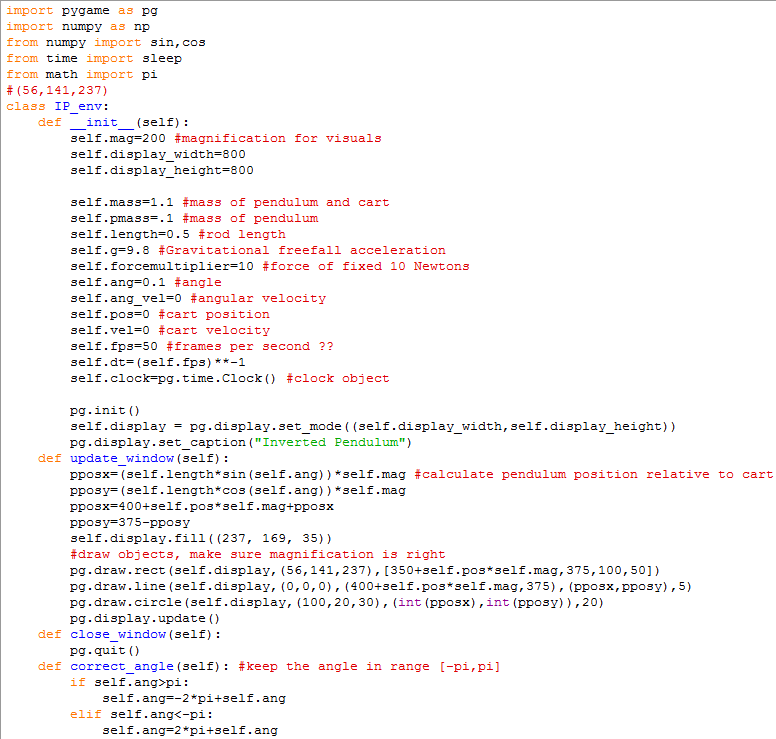 import pygame as pg
import numpy as np
from numpy import sin,cos
from time import sleep
from math import pi
#(56,141,237)
class IP_env:
    def __init__(self):
        self.mag=200 #magnification for visuals
        self.display_width=800
        self.display_height=800

        self.mass=1.1 #mass of pendulum and cart
        self.pmass=.1 #mass of pendulum
        self.length=0.5 #rod length
        self.g=9.8 #Gravitational freefall acceleration
        self.forcemultiplier=10 #force of fixed 10 Newtons
        self.ang=0.1 #angle
        self.ang_vel=0 #angular velocity
        self.pos=0 #cart position
        self.vel=0 #cart velocity
        self.fps=50 #frames per second ??
        self.dt=(self.fps)**-1
        self.clock=pg.time.Clock() #clock object

        pg.init()
        self.display = pg.display.set_mode((self.display_width,self.display_height))
        pg.display.set_caption("Inverted Pendulum")
    def update_window(self):
        pposx=(self.length*sin(self.ang))*self.mag #calculate pendulum position relative to cart
        pposy=(self.length*cos(self.ang))*self.mag
        pposx=400+self.pos*self.mag+pposx
        pposy=375-pposy
        self.display.fill((237, 169, 35))
        #draw objects, make sure magnification is right
        pg.draw.rect(self.display,(56,141,237),[350+self.pos*self.mag,375,100,50])
        pg.draw.line(self.display,(0,0,0),(400+self.pos*self.mag,375),(pposx,pposy),5)
        pg.draw.circle(self.display,(100,20,30),(int(pposx),int(pposy)),20)
        pg.display.update()
    def close_window(self):
        pg.quit()
    def correct_angle(self): #keep the angle in range [-pi,pi]
        if self.ang>pi:
            self.ang=-2*pi+self.ang
        elif self.ang<-pi:
            self.ang=2*pi+self.ang